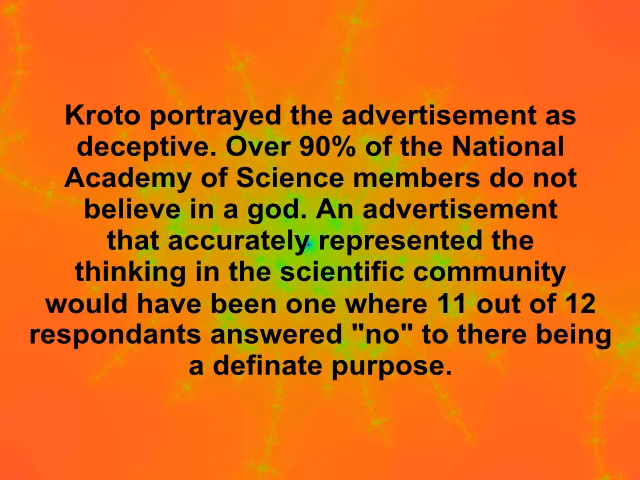 Kroto portrayed the advertisement as
deceptive. Over 90% of the National
Academy of Science members do not
believe in a god. An advertisement
that accurately represented the
thinking in the scientific community
would have been one where 11 out of 12
respondants answered "no" to there being
a definate purpose.